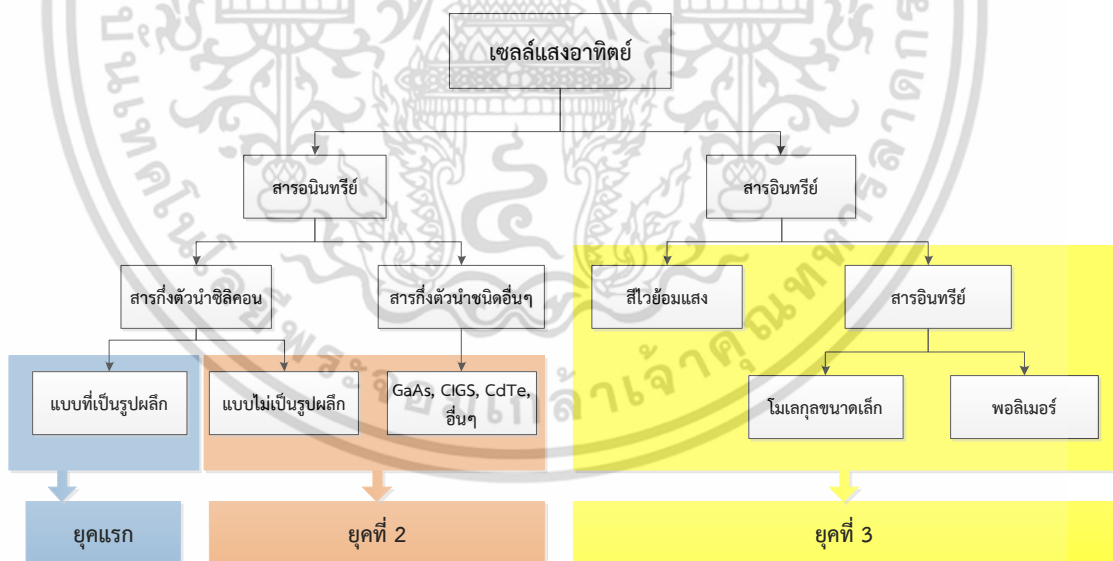 เซลล์แสงอาทิตย์
สารอนินทรีย์
สารอินทรีย์
สารกึ่งตัวนำซิลิคอน
สารกึ่งตัวนำชนิดอื่นๆ
สีไวย้อมแสง
สารอินทรีย์
แบบที่เป็นรูปผลึก
แบบไม่เป็นรูปผลึก
GaAs, CIGS, CdTe,
อื่นๆ
โมเลกุลขนาดเล็ก
พอลิเมอร์
ยุคแรก
ยุคที่ 2
ยุคที่ 3